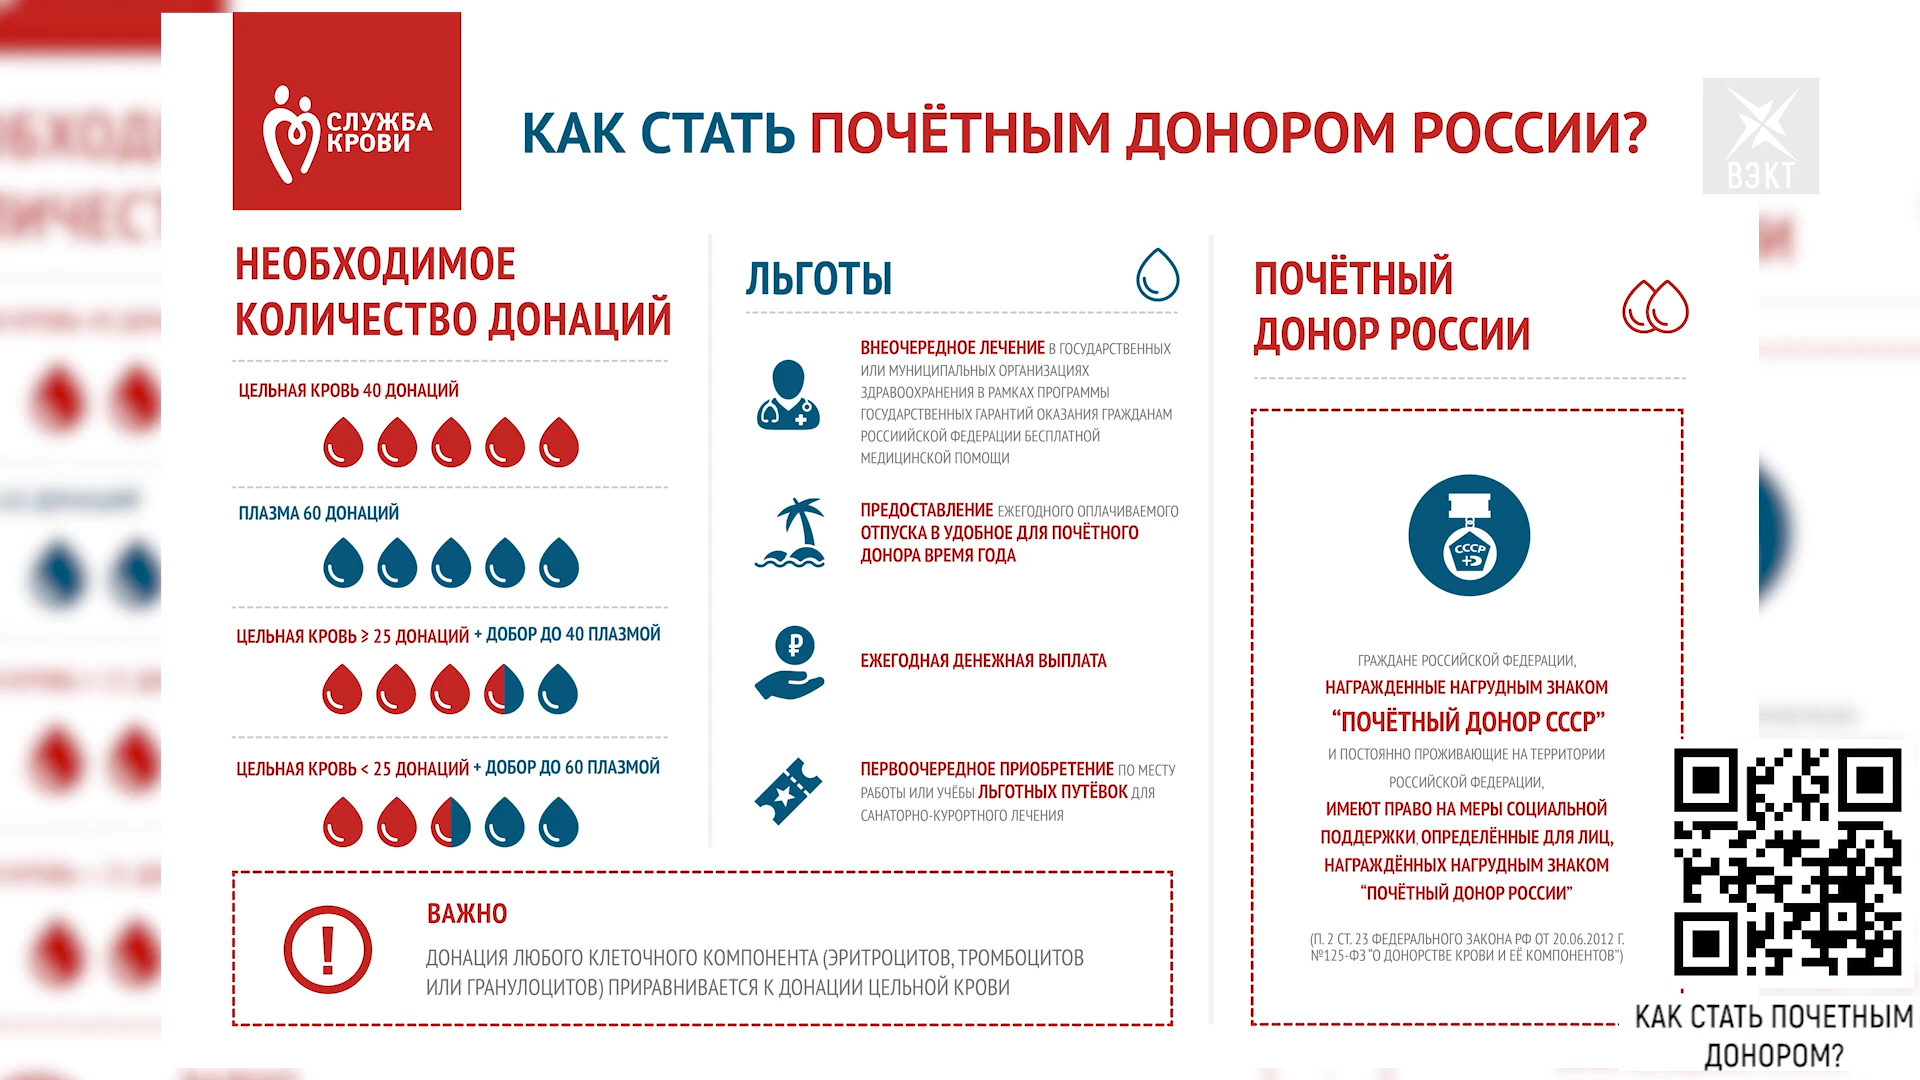 СЛУЖБА
КРОВИ
КАК СТАТЬ ПОЧЁТНЫМ ДОНОРОМ РОССИИ?
ВЭКТ
НЕОБХОДИМОЕ
КОЛИЧЕСТВО ДОНАЦИЙ
ЦЕЛЬНАЯ КРОВЬ 40 ДОНАЦИЙ
ПЛАЗМА 60 ДОНАЦИЙ
ЦЕЛЬНАЯ КРОВЬ ≥ 25 ДОНАЦИЙ + ДОБОР ДО 40 ПЛАЗМОЙ
ЦЕЛЬНАЯ КРОВЬ < 25 ДОНАЦИЙ + ДОБОР ДО 60 ПЛАЗМОЙ
ЛЬГОТЫ
ВНЕОЧЕРЕДНОЕ ЛЕЧЕНИЕ В ГОСУДАРСТВЕННЫХ
ИЛИ МУНИЦИПАЛЬНЫХ ОРГАНИЗАЦИЯХ
ЗДРАВООХРАНЕНИЯ В РАМКАХ ПРОГРАММЫ
ГОСУДАРСТВЕННЫХ ГАРАНТИЙ ОКАЗАНИЯ ГРАЖДАНАМ
РОССИЙСКОЙ ФЕДЕРАЦИИ БЕСПЛАТНОЙ
МЕДИЦИНСКОЙ ПОМОЩИ
ПРЕДОСТАВЛЕНИЕ ЕЖЕГОДНОГО ОПЛАЧИВАЕМОГО
ОТПУСКА В УДОБНОЕ ДЛЯ ПОЧЁТНОГО
ДОНОРА ВРЕМЯ ГОДА
₽
ЕЖЕГОДНАЯ ДЕНЕЖНАЯ ВЫПЛАТА
ПЕРВООЧЕРЕДНОЕ ПРИОБРЕТЕНИЕ ПО МЕСТУ
РАБОТЫ ИЛИ УЧЁБЫ ЛЬГОТНЫХ ПУТЁВОК ДЛЯ
САНАТОРНО-КУРОРТНОГО ЛЕЧЕНИЯ
ПОЧЁТНЫЙ
ДОНОР РОССИИ
СССР
ГРАЖДАНЕ РОССИЙСКОЙ ФЕДЕРАЦИИ,
НАГРАЖДЕННЫЕ НАГРУДНЫМ ЗНАКОМ
“ПОЧЁТНЫЙ ДОНОР СССР”
И ПОСТОЯННО ПРОЖИВАЮЩИЕ НА ТЕРРИТОРИИ
РОССИЙСКОЙ ФЕДЕРАЦИИ,
ИМЕЮТ ПРАВО НА МЕРЫ СОЦИАЛЬНОЙ
ПОДДЕРЖКИ, ОПРЕДЕЛЁННЫЕ ДЛЯ ЛИЦ,
НАГРАЖДЁННЫХ НАГРУДНЫМ ЗНАКОМ
“ПОЧЁТНЫЙ ДОНОР РОССИИ”
(П. 2 СТ. 23 ФЕДЕРАЛЬНОГО ЗАКОНА РФ ОТ 20.06.2012 Г.
№125-ФЗ “О ДОНОРСТВЕ КРОВИ И ЕЁ КОМПОНЕНТОВ”)
ВАЖНО
ДОНАЦИЯ ЛЮБОГО КЛЕТОЧНОГО КОМПОНЕНТА (ЭРИТРОЦИТОВ, ТРОМБОЦИТОВ
ИЛИ ГРАНУЛОЦИТОВ) ПРИРАВНИВАЕТСЯ К ДОНАЦИИ ЦЕЛЬНОЙ КРОВИ
КАК СТАТЬ ПОЧЕТНЫМ
ДОНОРОМ?